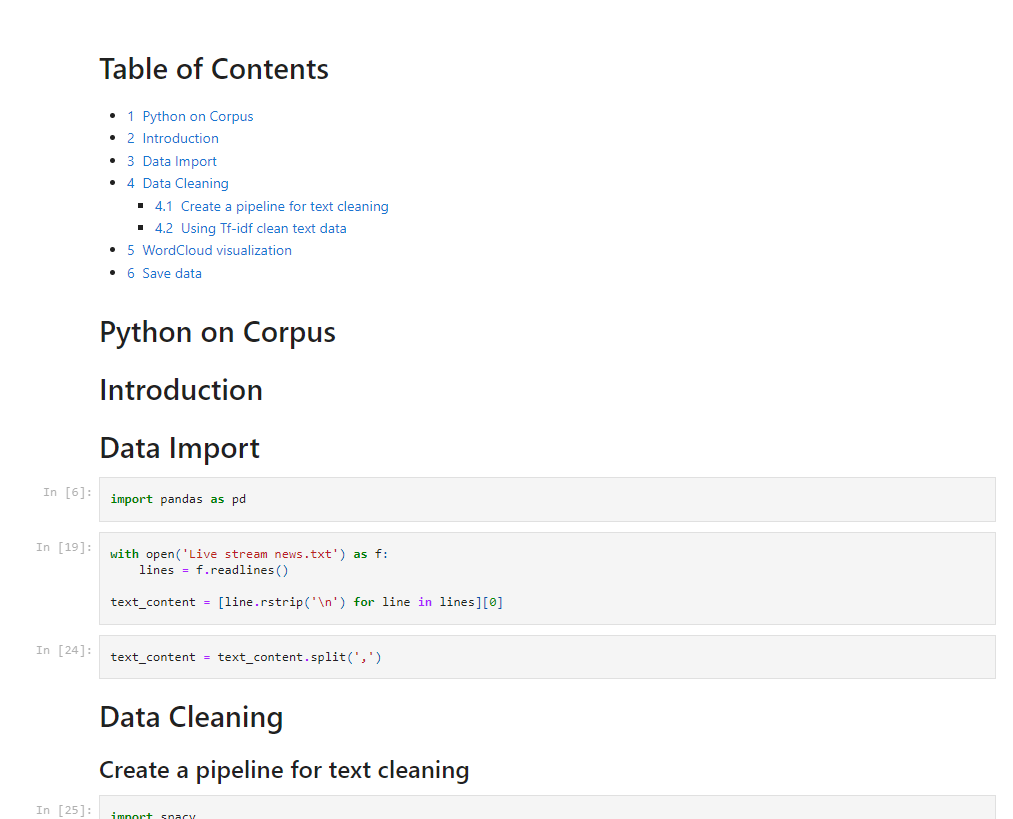 Table of Contents
1 Python on Corpus
2 Introduction
3 Data Import
4 Data Cleaning
4.1 Create a pipeline for text cleaning
4.2 Using Tf-idf clean text data
5 WordCloud visualization
6 Save data
Python on Corpus
Introduction
Data Import
In [6]: import pandas as pd
In [19]: with open('Live stream news.txt') as f:
    lines = f.readlines()
text_content = [line.rstrip('\n') for line in lines][0]
In [24]: text_content = text_content.split(',')
Data Cleaning
Create a pipeline for text cleaning
In [25]: import spacy